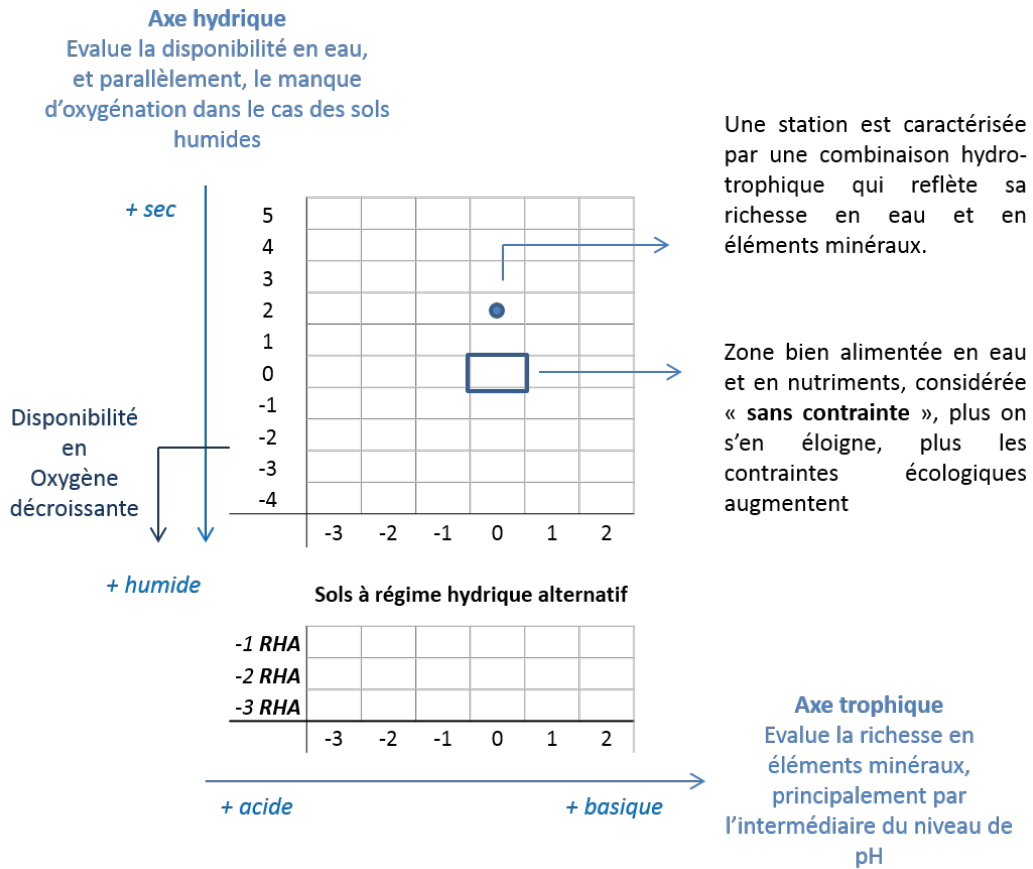 Axe hydrique
Evalue la disponibilité en eau,
et parallèlement, le manque
d'oxygénation dans le cas des sols
humides
+ sec
5
4
3
2
1
0
-1
-2
-3
-4
-3 -2 -1 0 1 2
Disponibilité
en
Oxygène
décroissante
+ humide
Une station est caractérisée
par une combinaison hydro-
trophique qui reflète sa
richesse en eau et en
éléments minéraux.
Zone bien alimentée en eau
et en nutriments, considérée
« sans contrainte », plus on
s'en éloigne, plus les
contraintes écologiques
augmentent
Sols à régime hydrique alternatif
-1 RHA
-2 RHA
-3 RHA
-3 -2 -1 0 1 2
+ acide + basique
Axe trophique
Evalue la richesse en
éléments minéraux,
principalement par
l'intermédiaire du niveau de
pH